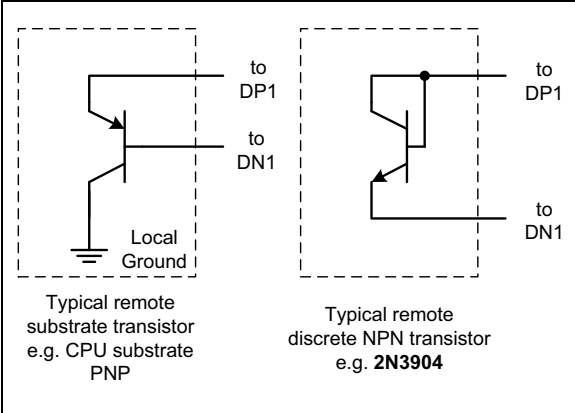 to
DP1
to
DN1
Local
Ground
Typical remote
substrate transistor
e.g. CPU substrate
PNP
to
DP1
to
DN1
Typical remote
discrete NPN transistor
e.g. 2N3904